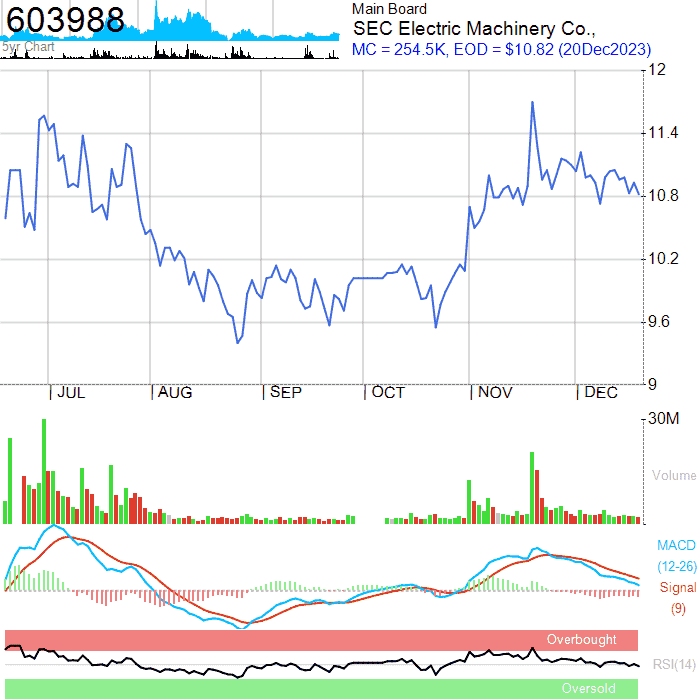 603988
5yr Chart
Main Board
SEC Electric Machinery Co.,
MC = 254.5K, EOD = $10.82 (20Dec2023)
12
11.4
10.8
10.2
9.6
9
JUL
AUG
SEP
OCT
NOV
DEC
30M
Volume
MACD
(12-26)
Signal
(9)
Overbought
RSI(14)
Oversold